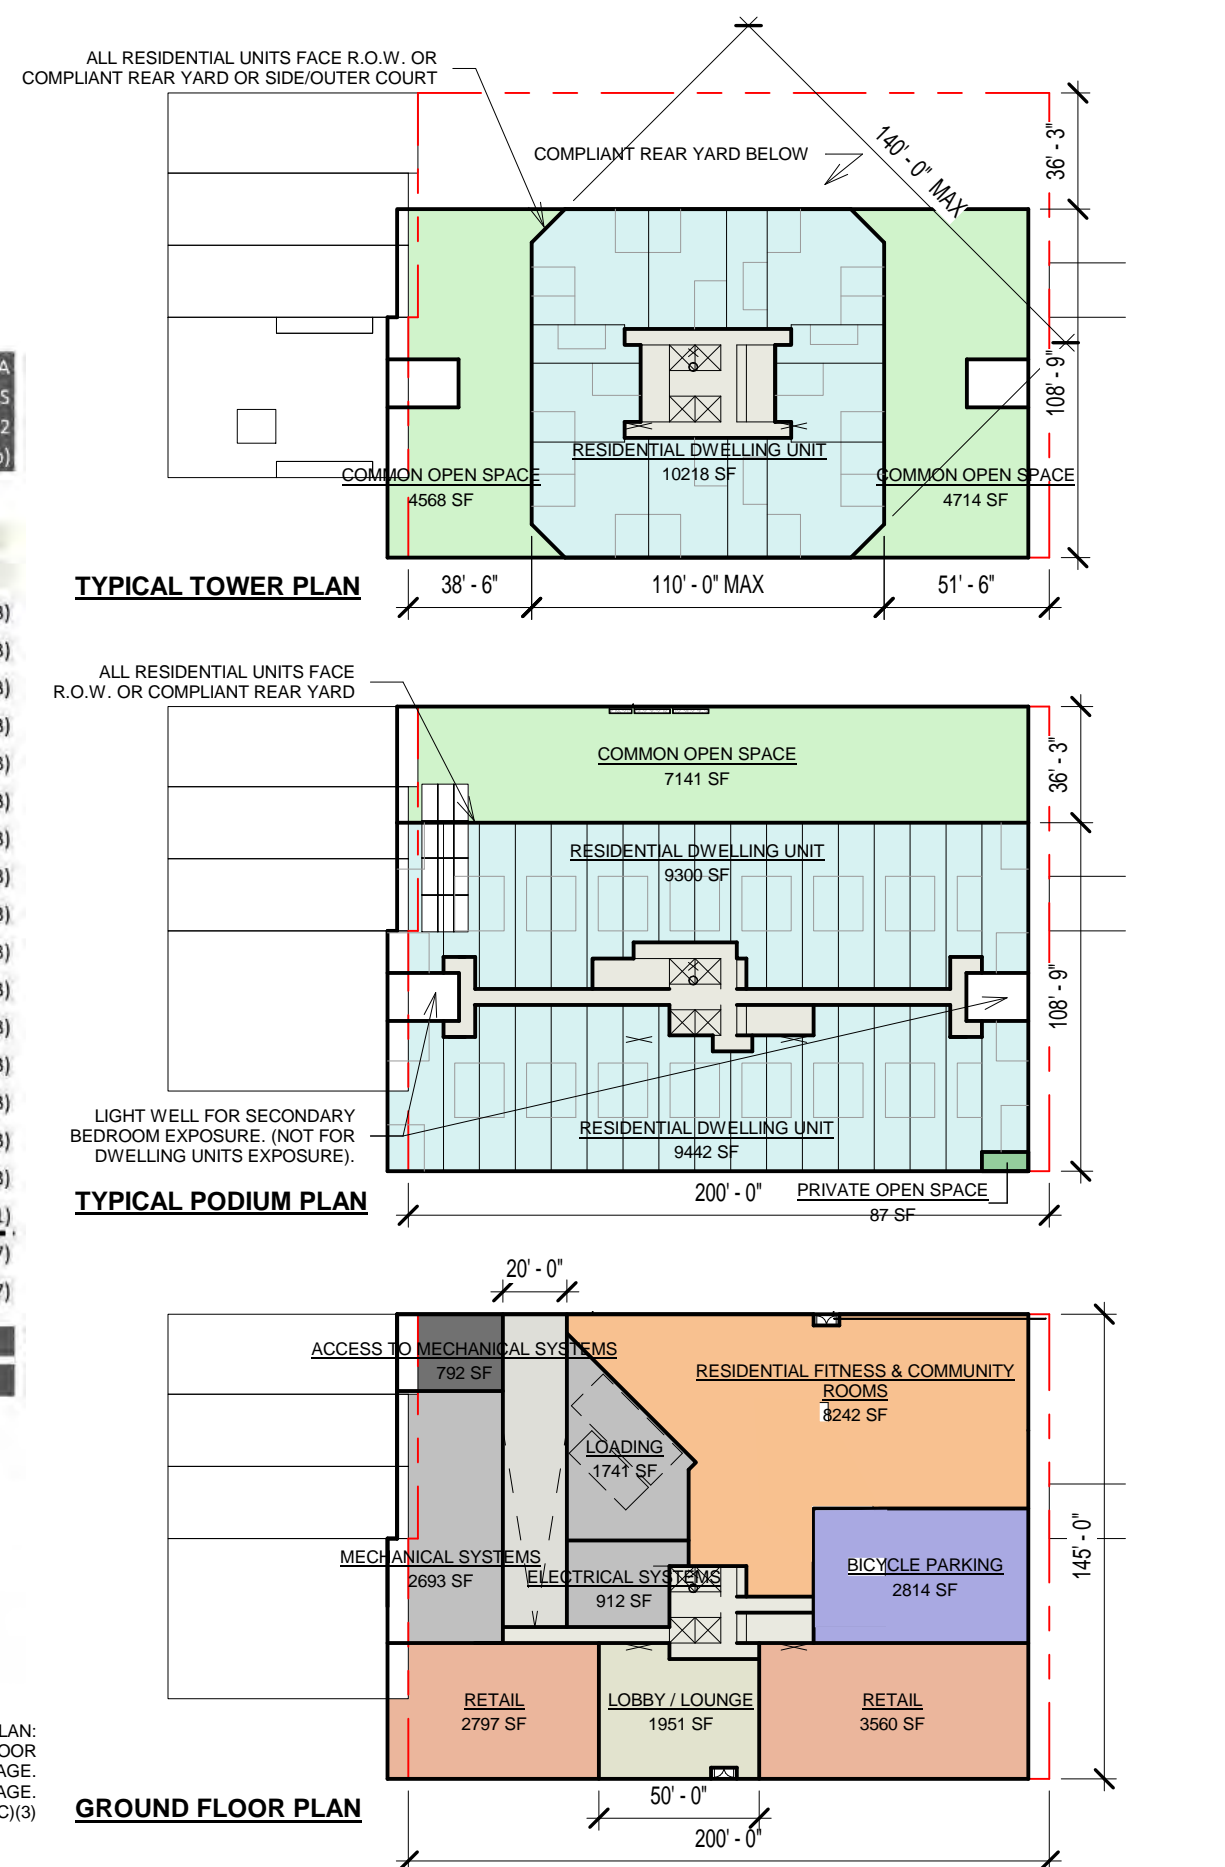 ALL RESIDENTIAL UNITS FACE R.O.W. OR
COMPLIANT REAR YARD OR SIDE/OUTER COURT
COMPLIANT REAR YARD BELOW
140' - 0" MAX
36' - 3"
108' - 9"
RESIDENTIAL DWELLING UNIT
10218 SF
COMMON OPEN SPACE
4568 SF
COMMON OPEN SPACE
4714 SF
TYPICAL TOWER PLAN
38' - 6"
110' - 0" MAX
51' - 6"
ALL RESIDENTIAL UNITS FACE
R.O.W. OR COMPLIANT REAR YARD
COMMON OPEN SPACE
7141 SF
36' - 3"
RESIDENTIAL DWELLING UNIT
9300 SF
108' - 9"
LIGHT WELL FOR SECONDARY
BEDROOM EXPOSURE. (NOT FOR
DWELLING UNITS EXPOSURE).
RESIDENTIAL DWELLING UNIT
9442 SF
TYPICAL PODIUM PLAN
200' - 0"
PRIVATE OPEN SPACE
87 SF
20' - 0"
ACCESS TO MECHANICAL SYSTEMS
792 SF
RESIDENTIAL FITNESS & COMMUNITY
ROOMS
8242 SF
LOADING
1741 SF
MECHANICAL SYSTEMS
2693 SF
ELECTRICAL SYSTEMS
912 SF
BICYCLE PARKING
2814 SF
145' - 0"
RETAIL
2797 SF
LOBBY / LOUNGE
1951 SF
RETAIL
3560 SF
GROUND FLOOR PLAN
50' - 0"
200' - 0"
A
S
2
LAN:
OOR
AGE.
AGE.
C)(3)